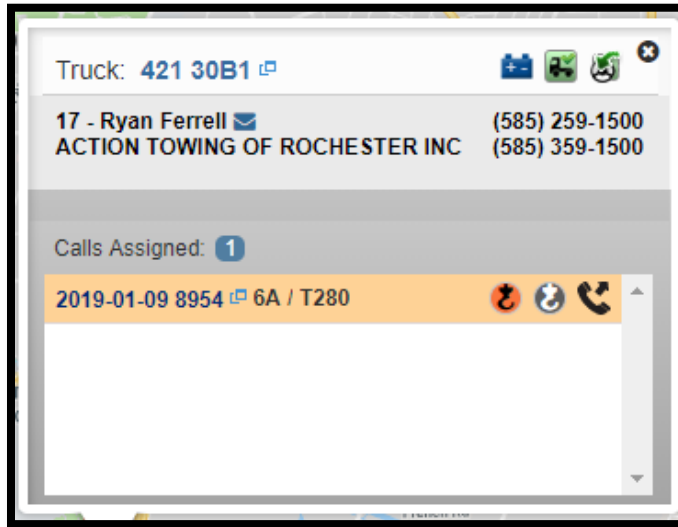 Truck: 421 30B1
17 - Ryan Ferrell (585) 259-1500
ACTION TOWING OF ROCHESTER INC (585) 359-1500
Calls Assigned: 1
2019-01-09 8954 6A / T280